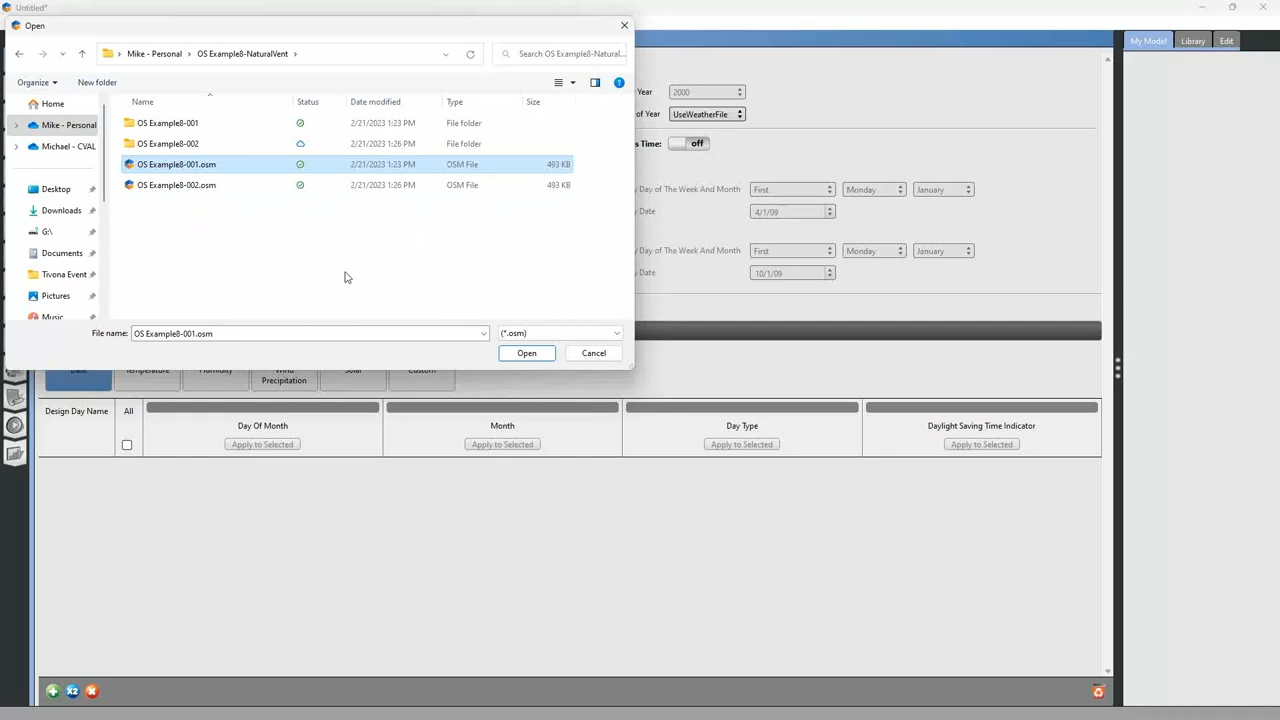 Untitled*
Open
Mike - Personal > OS Example8-NaturalVent >
Search OS Example8-Natural...
Organize
New folder
Name Status Date modified Type Size
Home
Mike - Personal
Michael - CVAL
Desktop
Downloads
G:\
Documents
Tivona Event
Pictures
Music
OS Example8-001 2/21/2023 1:23 PM File folder
OS Example8-002 2/21/2023 1:26 PM File folder
OS Example8-001.osm 2/21/2023 1:23 PM OSM File 493 KB
OS Example8-002.osm 2/21/2023 1:26 PM OSM File 493 KB
File name: OS Example8-001.osm (*.osm)
Open Cancel
My Model Library Edit
Year 2000
of Year UseWeatherFile
s Time: off
y Day of The Week And Month First Monday January
y Date 4/1/09
y Day of The Week And Month First Monday January
y Date 10/1/09
Date Temperature Humidity Wind
Precipitation Solar Custom
Design Day Name All
Day Of Month Month Day Type Daylight Saving Time Indicator
Apply to Selected Apply to Selected Apply to Selected Apply to Selected
X2